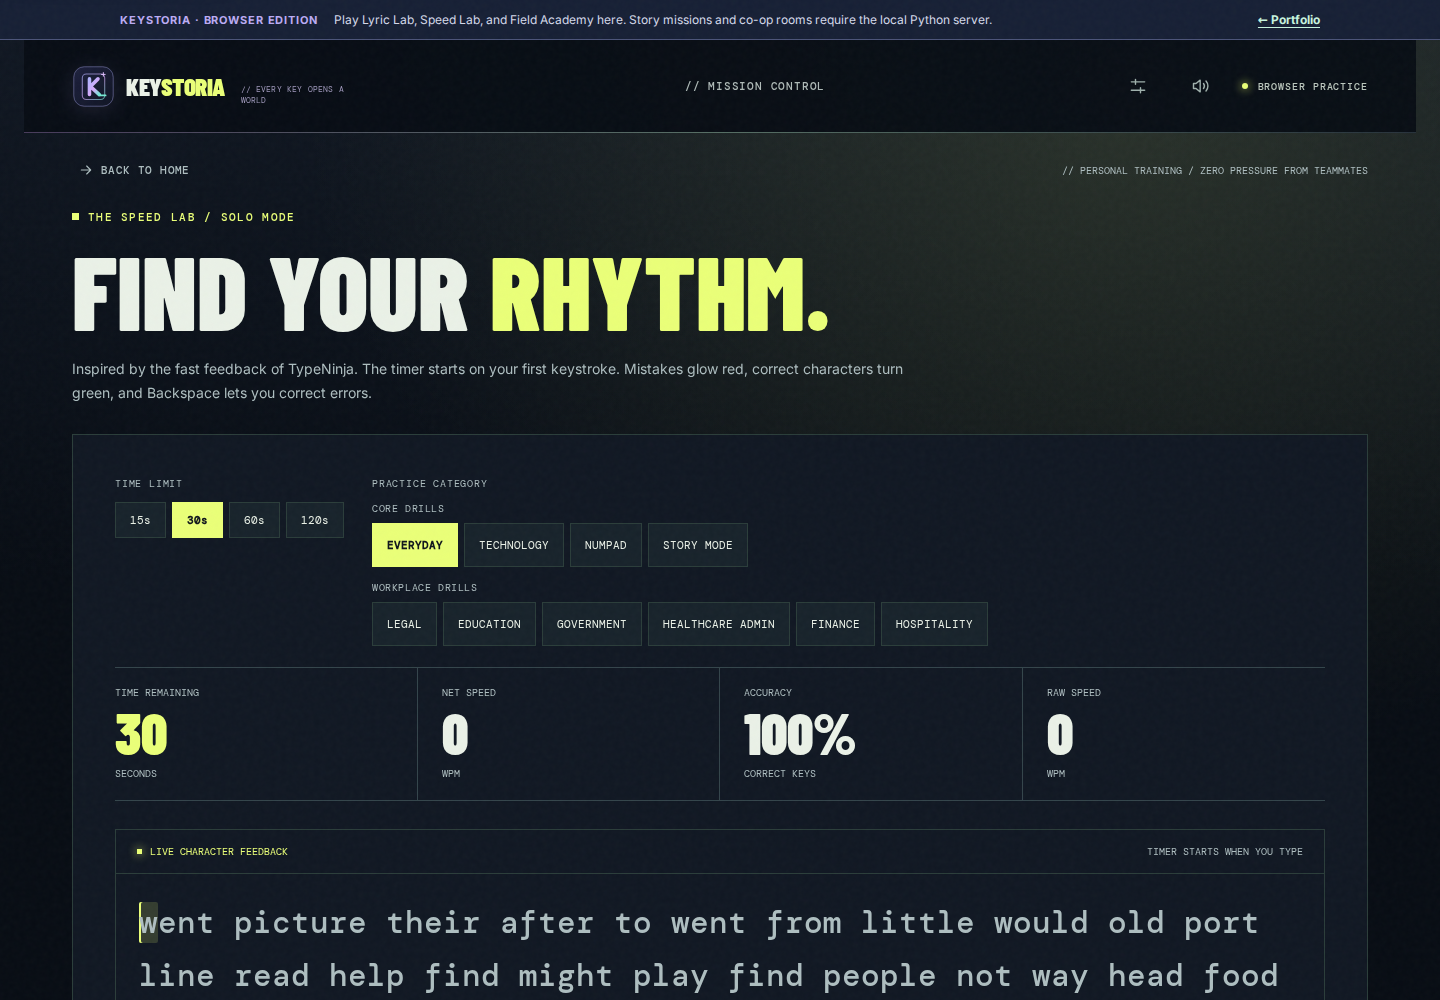 KEYSTORIA · BROWSER EDITION Play Lyric Lab, Speed Lab, and Field Academy here. Story missions and co-op rooms require the local Python server. ← Portfolio
KEYSTORIA // EVERY KEY OPENS A
WORLD
// MISSION CONTROL
BROWSER PRACTICE
→ BACK TO HOME
// PERSONAL TRAINING / ZERO PRESSURE FROM TEAMMATES
THE SPEED LAB / SOLO MODE
FIND YOUR RHYTHM.
Inspired by the fast feedback of TypeNinja. The timer starts on your first keystroke. Mistakes glow red, correct characters turn
green, and Backspace lets you correct errors.
TIME LIMIT
15s 30s 60s 120s
PRACTICE CATEGORY
CORE DRILLS
EVERYDAY TECHNOLOGY NUMPAD STORY MODE
WORKPLACE DRILLS
LEGAL EDUCATION GOVERNMENT HEALTHCARE ADMIN FINANCE HOSPITALITY
TIME REMAINING
30
SECONDS
NET SPEED
0
WPM
ACCURACY
100%
CORRECT KEYS
RAW SPEED
0
WPM
LIVE CHARACTER FEEDBACK
TIMER STARTS WHEN YOU TYPE
went picture their after to went from little would old port
line read help find might play find people not way head food